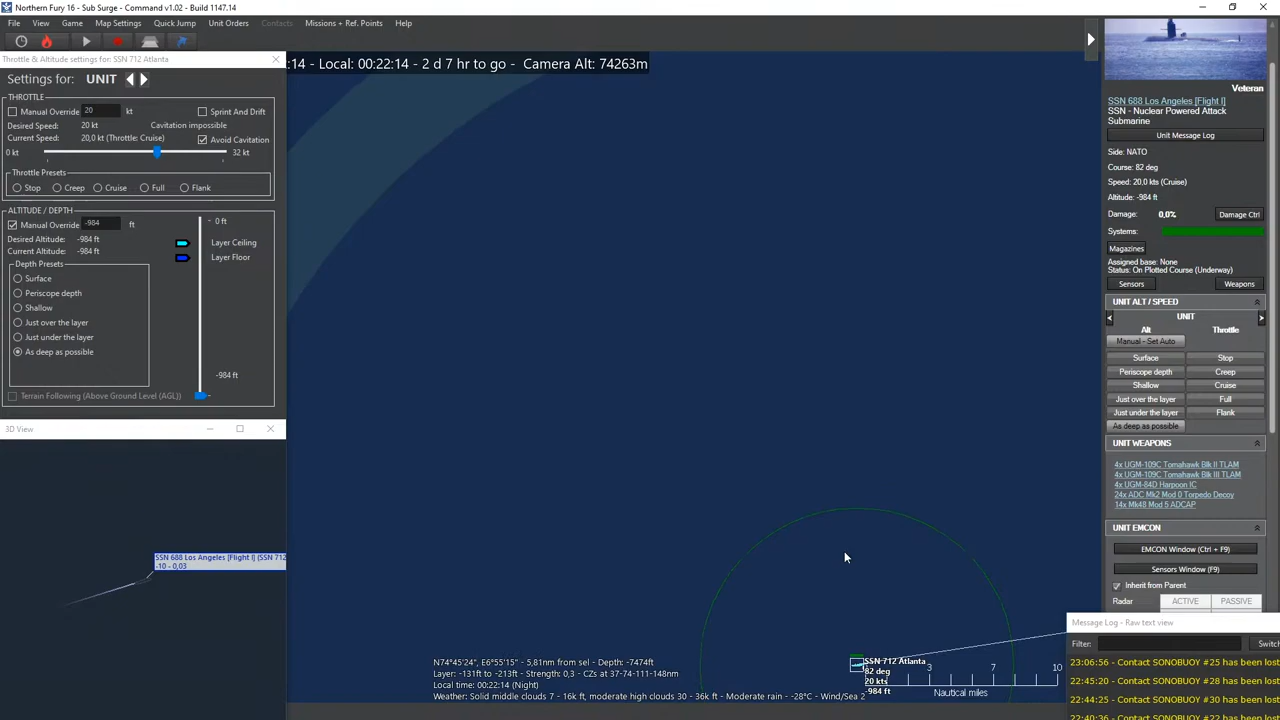 Northern Fury 16 - Sub Surge - Command v1.02 - Build 1147.14
File View Game Map Settings Quick Jump Unit Orders Contacts Missions + Ref. Points Help
Throttle & Altitude settings for: SSN 712 Atlanta
:14 - Local: 00:22:14 - 2 d 7 hr to go - Camera Alt: 74263m
Settings for: UNIT
THROTTLE
Manual Override 20 kt Sprint And Drift
Desired Speed: 20 kt Cavitation impossible
Current Speed: 20,0 kt (Throttle: Cruise) Avoid Cavitation
0 kt 32 kt
Throttle Presets
Stop Creep Cruise Full Flank
ALTITUDE / DEPTH
Manual Override -984 ft
Desired Altitude: -984 ft
Current Altitude: -984 ft
Depth Presets
Surface
Periscope depth
Shallow
Just over the layer
Just under the layer
As deep as possible
- 0 ft
Layer Ceiling
Layer Floor
-984 ft
Terrain Following (Above Ground Level (AGL))
3D View
SSN 688 Los Angeles [Flight I] (SSN 712
-10 - 0,03
N74°45'24", E6°55'15" - 5,81nm from sel - Depth: -7474ft
Layer: -131ft to -213ft - Strength: 0,3 - CZs at 37-74-111-148nm
Local time: 00:22:14 (Night)
Weather: Solid middle clouds 7 - 16k ft, moderate high clouds 30 - 36k ft - Moderate rain - -28°C - Wind/Sea 2
SSN 712 Atlanta
82 deg
20 kts
-984 ft
3 7 10
Nautical miles
Veteran
SSN 688 Los Angeles [Flight I]
SSN - Nuclear Powered Attack
Submarine
Unit Message Log
Side: NATO
Course: 82 deg
Speed: 20,0 kts (Cruise)
Altitude: -984 ft
Damage: 0,0% Damage Ctrl
Systems:
Magazines
Assigned base: None
Status: On Plotted Course (Underway)
Sensors Weapons
UNIT ALT / SPEED
UNIT
Alt Throttle
Manual - Set Auto
Surface Stop
Periscope depth Creep
Shallow Cruise
Just over the layer Full
Just under the layer Flank
As deep as possible
UNIT WEAPONS
4x UGM-109C Tomahawk Blk II TLAM
4x UGM-109C Tomahawk Blk III TLAM
4x UGM-84D Harpoon IC
24x ADC Mk2 Mod 0 Torpedo Decoy
14x Mk48 Mod 5 ADCAP
UNIT EMCON
EMCON Window (Ctrl + F9)
Sensors Window (F9)
Inherit from Parent
Radar ACTIVE PASSIVE
Message Log - Raw text view
Filter: Switch
23:06:56 - Contact SONOBUOY #25 has been lost
22:45:20 - Contact SONOBUOY #28 has been lost
22:44:25 - Contact SONOBUOY #30 has been lost
22:40:36 - Contact SONOBUOY #22 has been lost